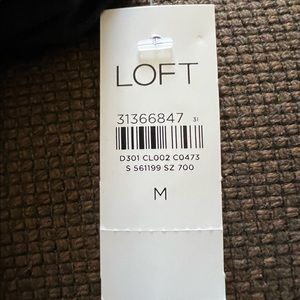 LOFT
31366847 31
D301 CL002 C0473
S 561199 SZ 700
M